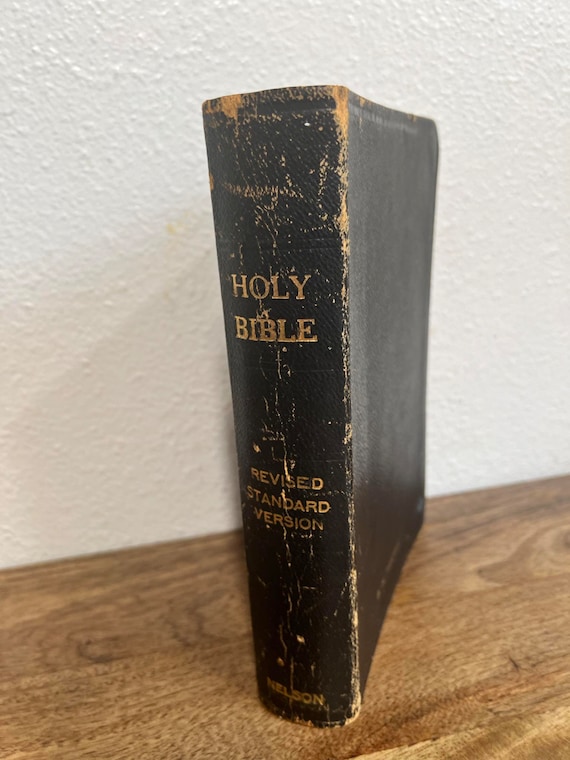 HOLY
BIBLE
REVISED
STANDARD
VERSION
NELSON